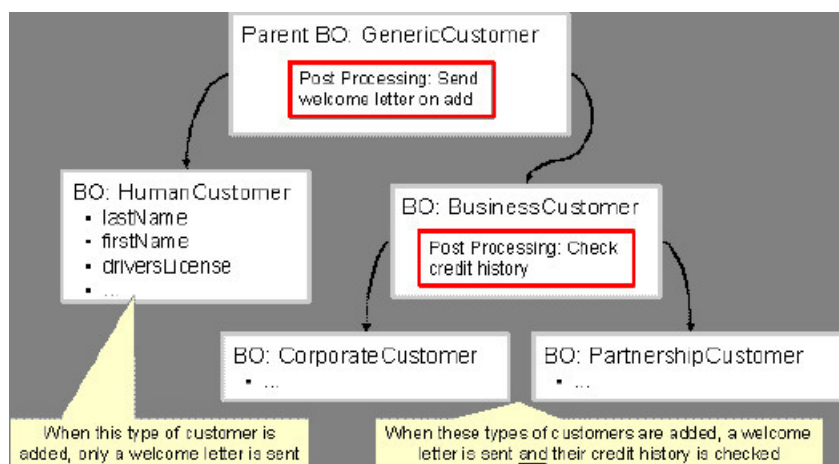 Parent BO: GenericCustomer
Post Processing: Send
welcome letter on add
BO: HumanCustomer
▪ lastName
▪ firstName
▪ driversLicense
▪ ...
BO: BusinessCustomer
Post Processing: Check
credit history
BO: CorporateCustomer
▪ ...
BO: PartnershipCustomer
▪ ...
When this type of customer is
added, only a welcome letter is sent
When these types of customers are added, a welcome
letter is sent and their credit history is checked